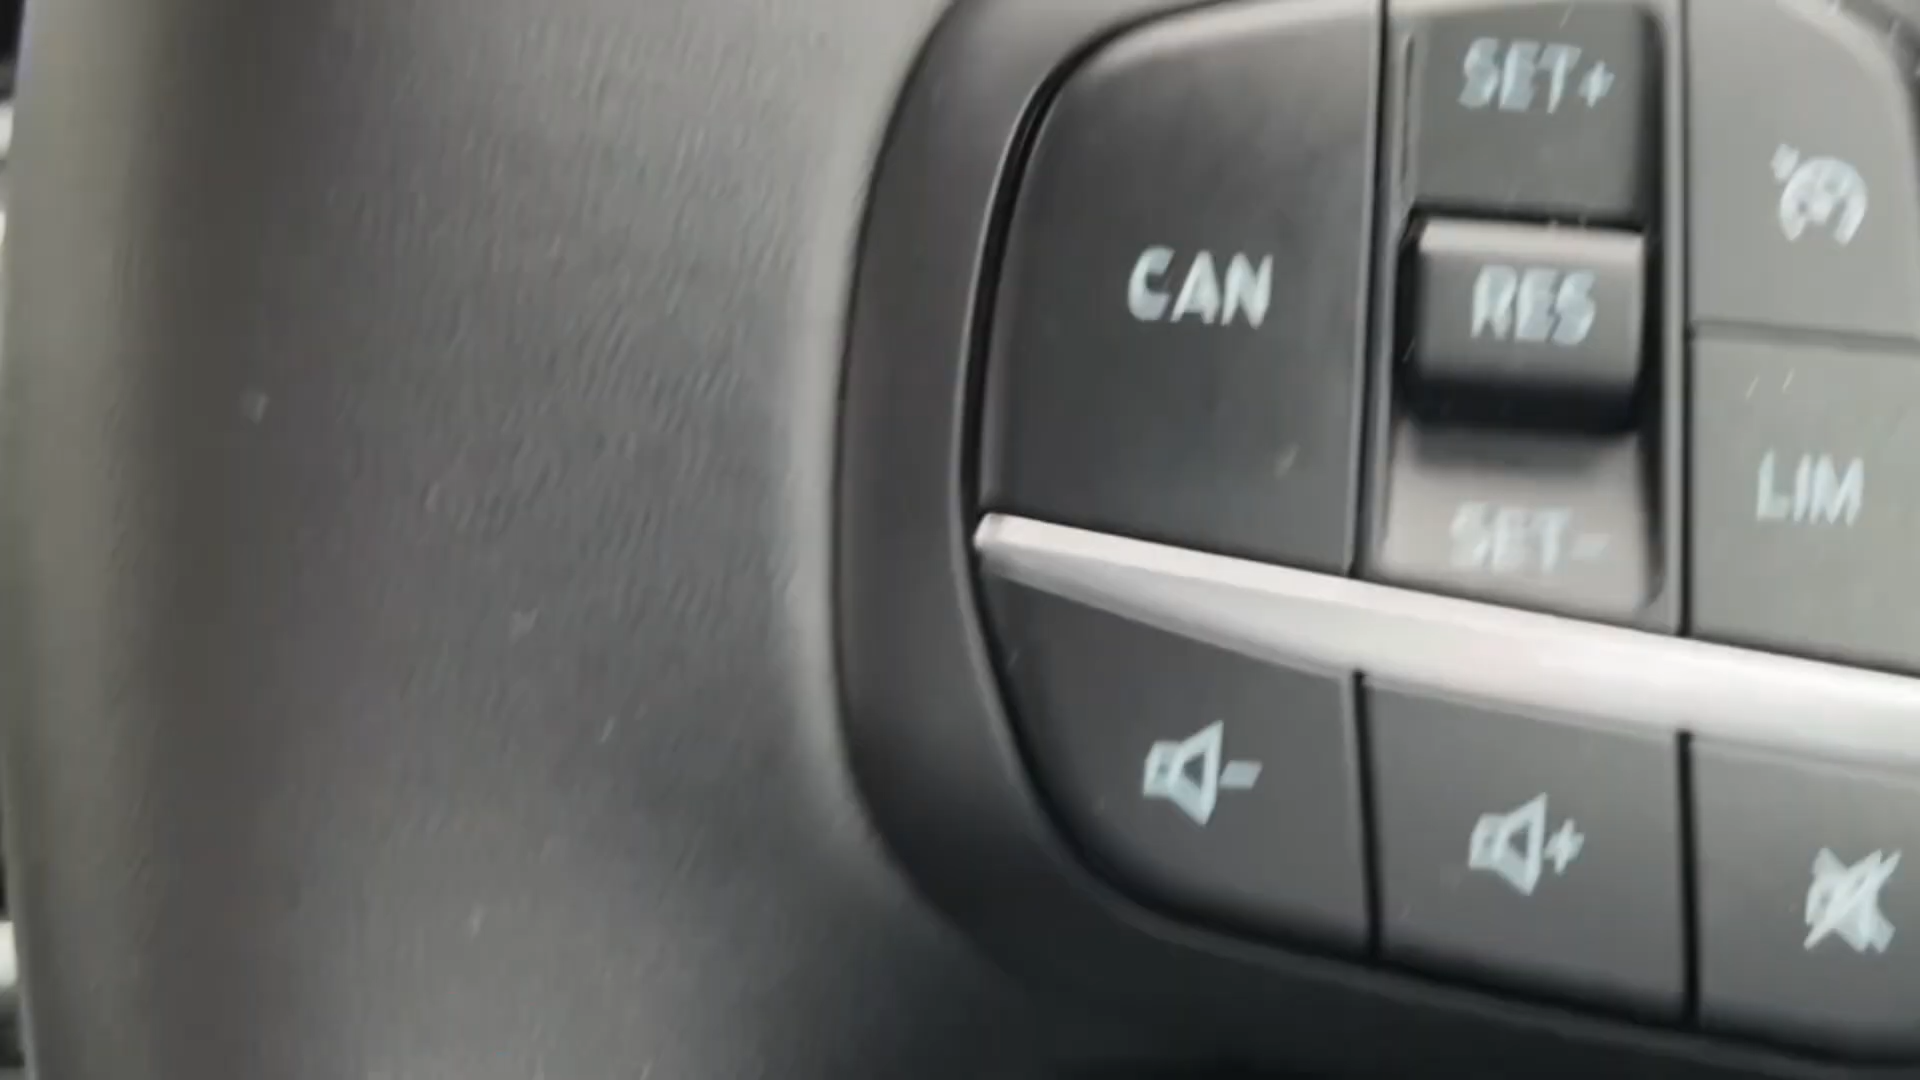 SET+
CAN
RES
LIM
SET-